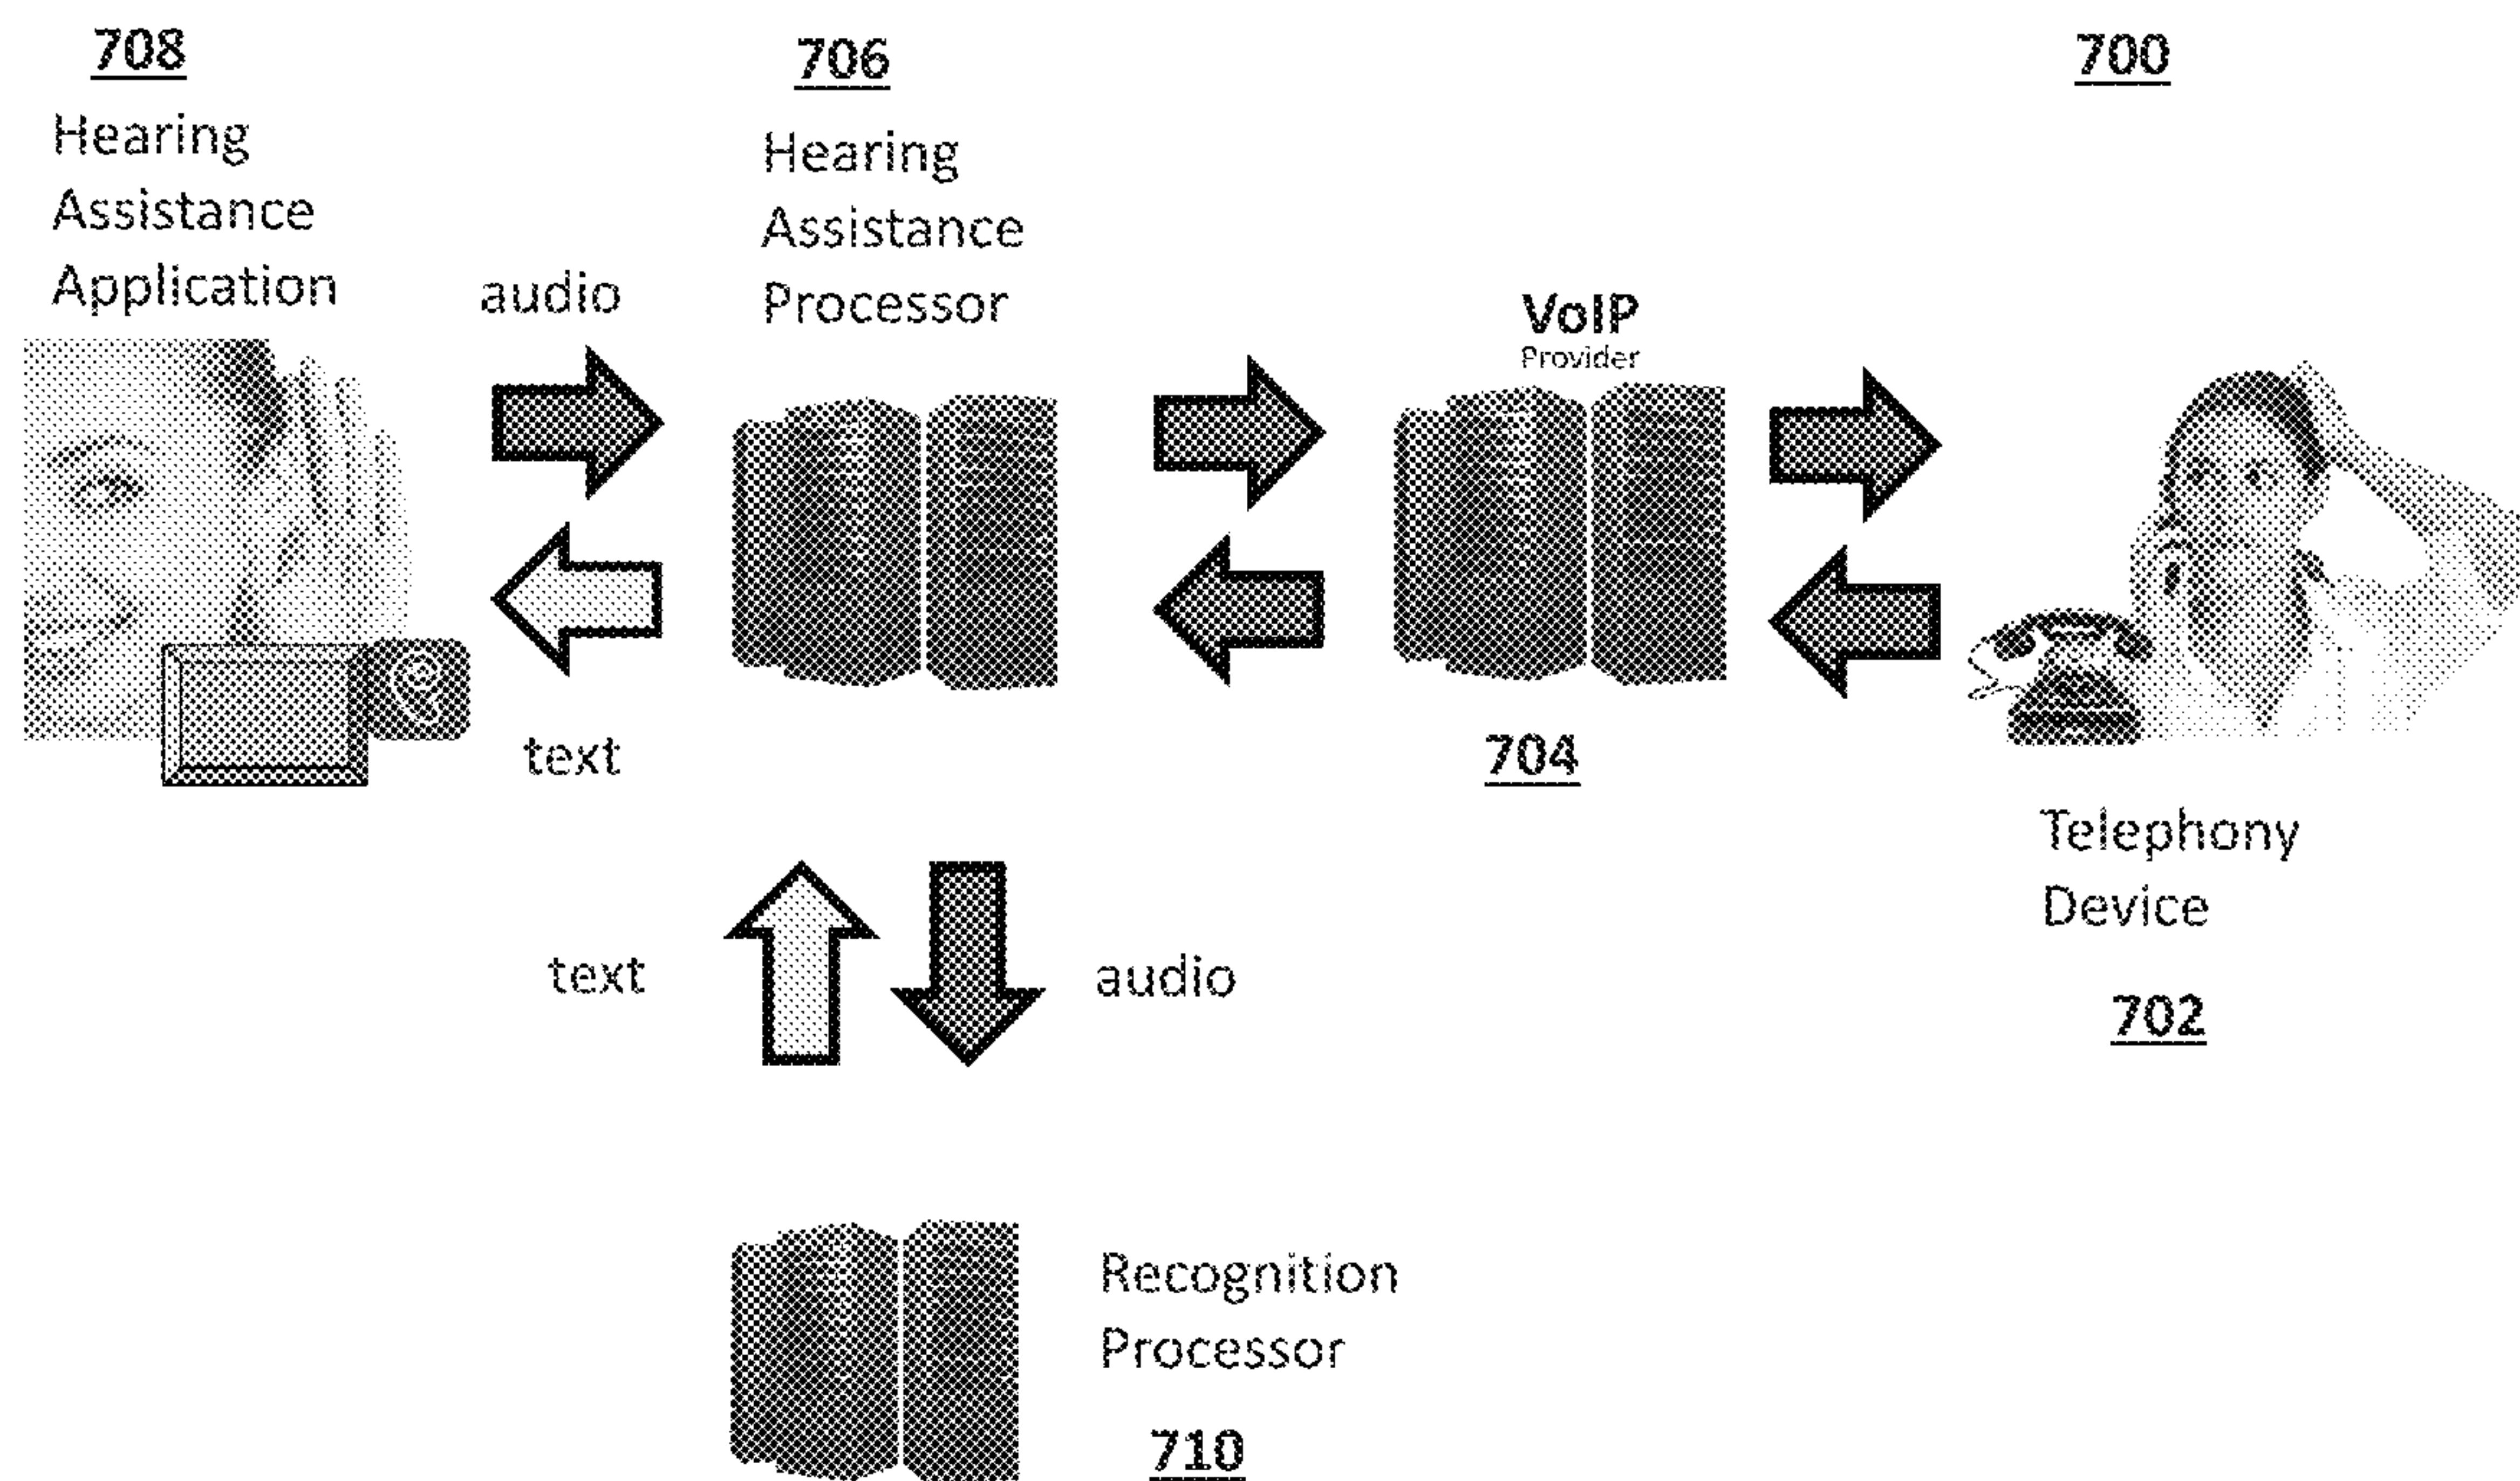 708
Hearing
Assistance
Application
audio
706
Hearing
Assistance
Processor
700
VoIP
Provider
text
704
Telephony
Device
702
text
audio
Recognition
Processor
710